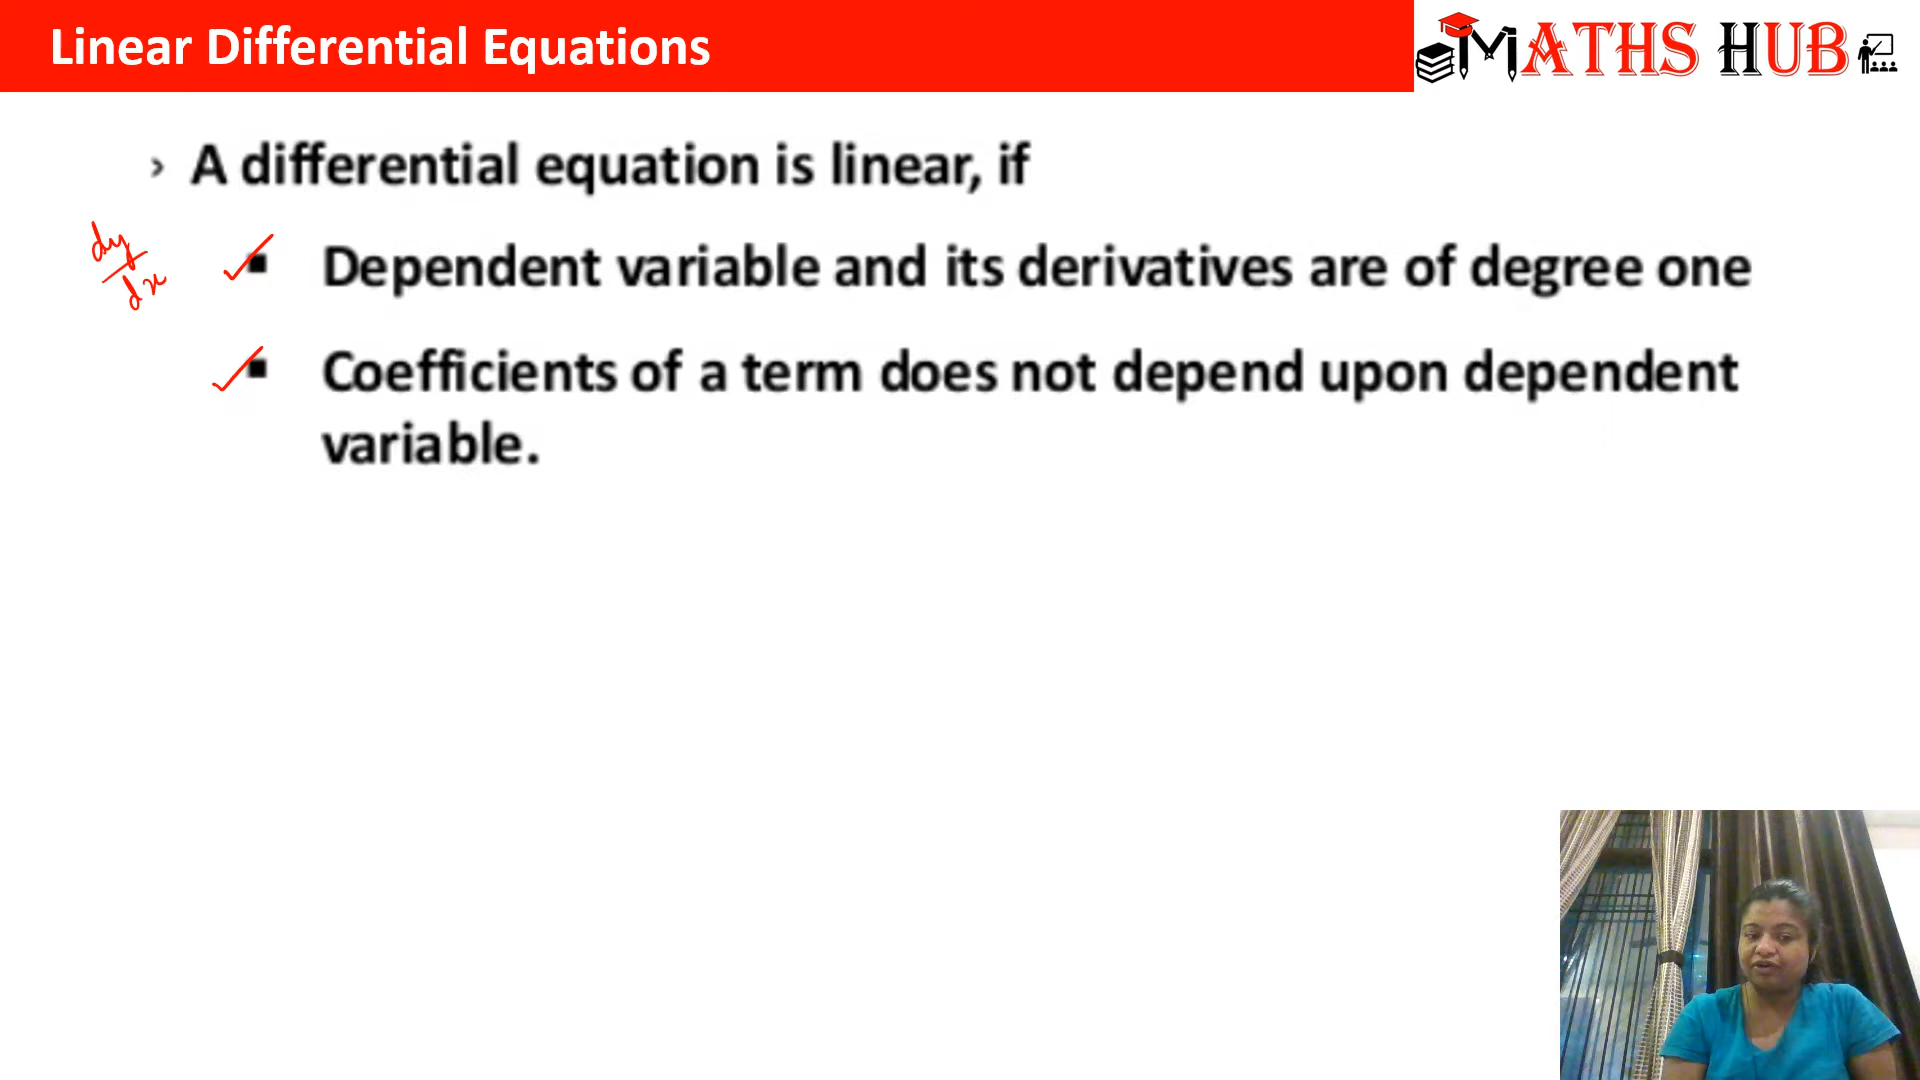 Linear Differential Equations
MATHS HUB
› A differential equation is linear, if
dy/dx
▪ Dependent variable and its derivatives are of degree one
▪ Coefficients of a term does not depend upon dependent
variable.